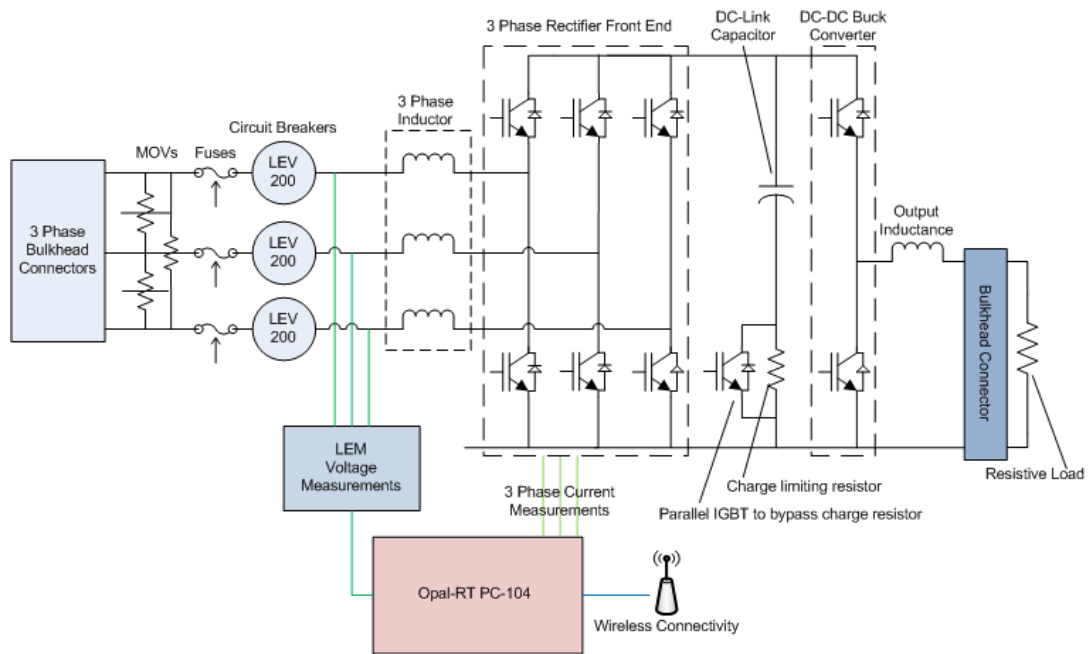 3 Phase Rectifier Front End
DC-Link
Capacitor
DC-DC Buck
Converter
3 Phase
Inductor
Circuit Breakers
MOVs
Fuses
LEV
200
LEV
200
LEV
200
3 Phase
Bulkhead
Connectors
Output
Inductance
Bulkhead Connector
Resistive Load
LEM
Voltage
Measurements
3 Phase Current
Measurements
Charge limiting resistor
Parallel IGBT to bypass charge resistor
Opal-RT PC-104
Wireless Connectivity